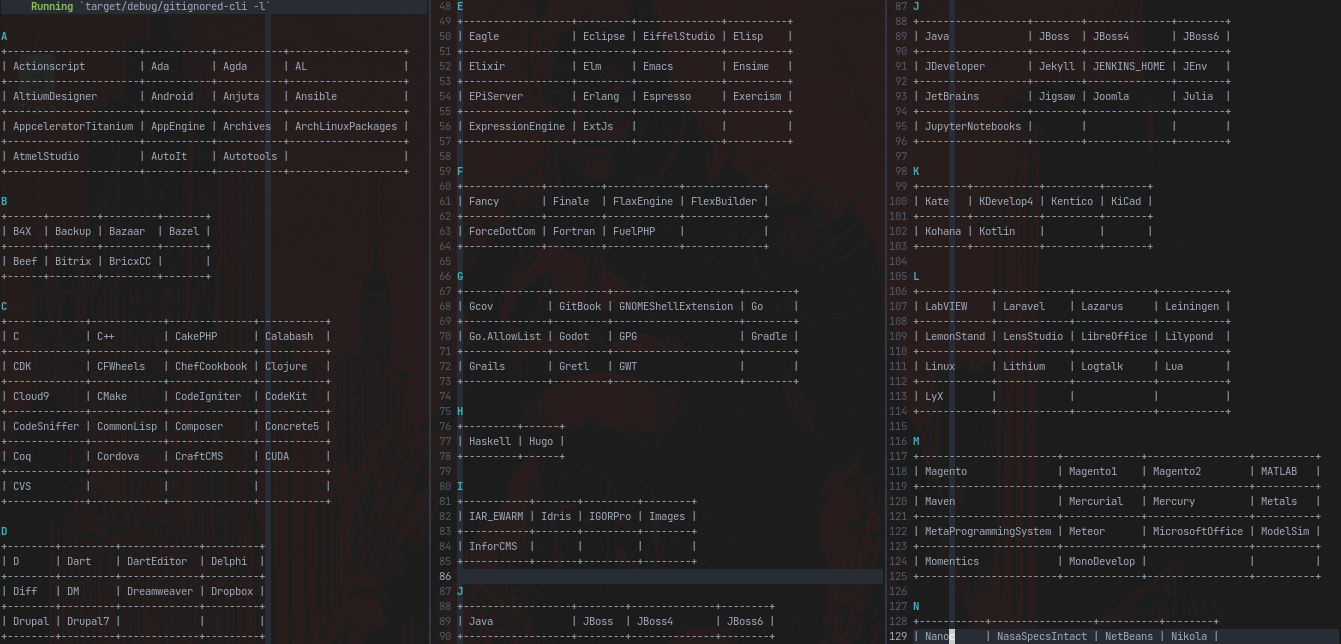 Running `target/debug/gitignored-cli -l`
A
+----------------------+-----------+-----------+-------------------+
| Actionscript         | Ada       | Agda      | AL                |
+----------------------+-----------+-----------+-------------------+
| AltiumDesigner       | Android   | Anjuta    | Ansible           |
+----------------------+-----------+-----------+-------------------+
| AppceleratorTitanium | AppEngine | Archives  | ArchLinuxPackages |
+----------------------+-----------+-----------+-------------------+
| AtmelStudio          | AutoIt    | Autotools |                   |
+----------------------+-----------+-----------+-------------------+
B
+------+--------+---------+-------+
| B4X  | Backup | Bazaar  | Bazel |
+------+--------+---------+-------+
| Beef | Bitrix | BricxCC |       |
+------+--------+---------+-------+
C
+-------------+------------+--------------+-----------+
| C           | C++        | CakePHP      | Calabash  |
+-------------+------------+--------------+-----------+
| CDK         | CFWheels   | ChefCookbook | Clojure   |
+-------------+------------+--------------+-----------+
| Cloud9      | CMake      | CodeIgniter  | CodeKit   |
+-------------+------------+--------------+-----------+
| CodeSniffer | CommonLisp | Composer     | Concrete5 |
+-------------+------------+--------------+-----------+
| Coq         | Cordova    | CraftCMS     | CUDA      |
+-------------+------------+--------------+-----------+
| CVS         |            |              |           |
+-------------+------------+--------------+-----------+
D
+--------+---------+-------------+---------+
| D      | Dart    | DartEditor  | Delphi  |
+--------+---------+-------------+---------+
| Diff   | DM      | Dreamweaver | Dropbox |
+--------+---------+-------------+---------+
| Drupal | Drupal7 |             |         |
+--------+---------+-------------+---------+
48 E
49 +------------------+---------+--------------+----------+
50 | Eagle            | Eclipse | EiffelStudio | Elisp    |
51 +------------------+---------+--------------+----------+
52 | Elixir           | Elm     | Emacs        | Ensime   |
53 +------------------+---------+--------------+----------+
54 | EPiServer        | Erlang  | Espresso     | Exercism |
55 +------------------+---------+--------------+----------+
56 | ExpressionEngine | ExtJs   |              |          |
57 +------------------+---------+--------------+----------+
58
59 F
60 +-------------+---------+------------+-------------+
61 | Fancy       | Finale  | FlaxEngine | FlexBuilder |
62 +-------------+---------+------------+-------------+
63 | ForceDotCom | Fortran | FuelPHP    |             |
64 +-------------+---------+------------+-------------+
65
66 G
67 +--------------+---------+---------------------+--------+
68 | Gcov         | GitBook | GNOMEShellExtension | Go     |
69 +--------------+---------+---------------------+--------+
70 | Go.AllowList | Godot   | GPG                 | Gradle |
71 +--------------+---------+---------------------+--------+
72 | Grails       | Gretl   | GWT                 |        |
73 +--------------+---------+---------------------+--------+
74
75 H
76 +---------+------+
77 | Haskell | Hugo |
78 +---------+------+
79
80 I
81 +-----------+-------+---------+--------+
82 | IAR_EWARM | Idris | IGORPro | Images |
83 +-----------+-------+---------+--------+
84 | InforCMS  |       |         |        |
85 +-----------+-------+---------+--------+
86
87 J
88 +------------------+--------+--------------+--------+
89 | Java             | JBoss  | JBoss4       | JBoss6 |
90 +------------------+--------+--------------+--------+
87 J
88 +------------------+--------+--------------+--------+
89 | Java             | JBoss  | JBoss4       | JBoss6 |
90 +------------------+--------+--------------+--------+
91 | JDeveloper       | Jekyll | JENKINS_HOME | JEnv   |
92 +------------------+--------+--------------+--------+
93 | JetBrains        | Jigsaw | Joomla       | Julia  |
94 +------------------+--------+--------------+--------+
95 | JupyterNotebooks |        |              |        |
96 +------------------+--------+--------------+--------+
97
98 K
99 +--------+----------+---------+-------+
100 | Kate   | KDevelop4 | Kentico | KiCad |
101 +--------+-----------+---------+-------+
102 | Kohana | Kotlin    |         |       |
103 +--------+-----------+---------+-------+
104
105 L
106 +------------+------------+-------------+-----------+
107 | LabVIEW    | Laravel    | Lazarus     | Leiningen |
108 +------------+------------+-------------+-----------+
109 | LemonStand | LensStudio | LibreOffice | Lilypond  |
110 +------------+------------+-------------+-----------+
111 | Linux      | Lithium    | Logtalk     | Lua       |
112 +------------+------------+-------------+-----------+
113 | LyX        |            |             |           |
114 +------------+------------+-------------+-----------+
115
116 M
117 +-----------------------+-------------+-----------------+----------+
118 | Magento               | Magento1    | Magento2        | MATLAB   |
119 +-----------------------+-------------+-----------------+----------+
120 | Maven                 | Mercurial   | Mercury         | Metals   |
121 +-----------------------+-------------+-----------------+----------+
122 | MetaProgrammingSystem | Meteor      | MicrosoftOffice | ModelSim |
123 +-----------------------+-------------+-----------------+----------+
124 | Momentics             | MonoDevelop |                 |          |
125 +-----------------------+-------------+-----------------+----------+
126
127 N
128 +-----------+-----------------+----------+--------+
129 | Nanoc     | NasaSpecsIntact | NetBeans | Nikola |